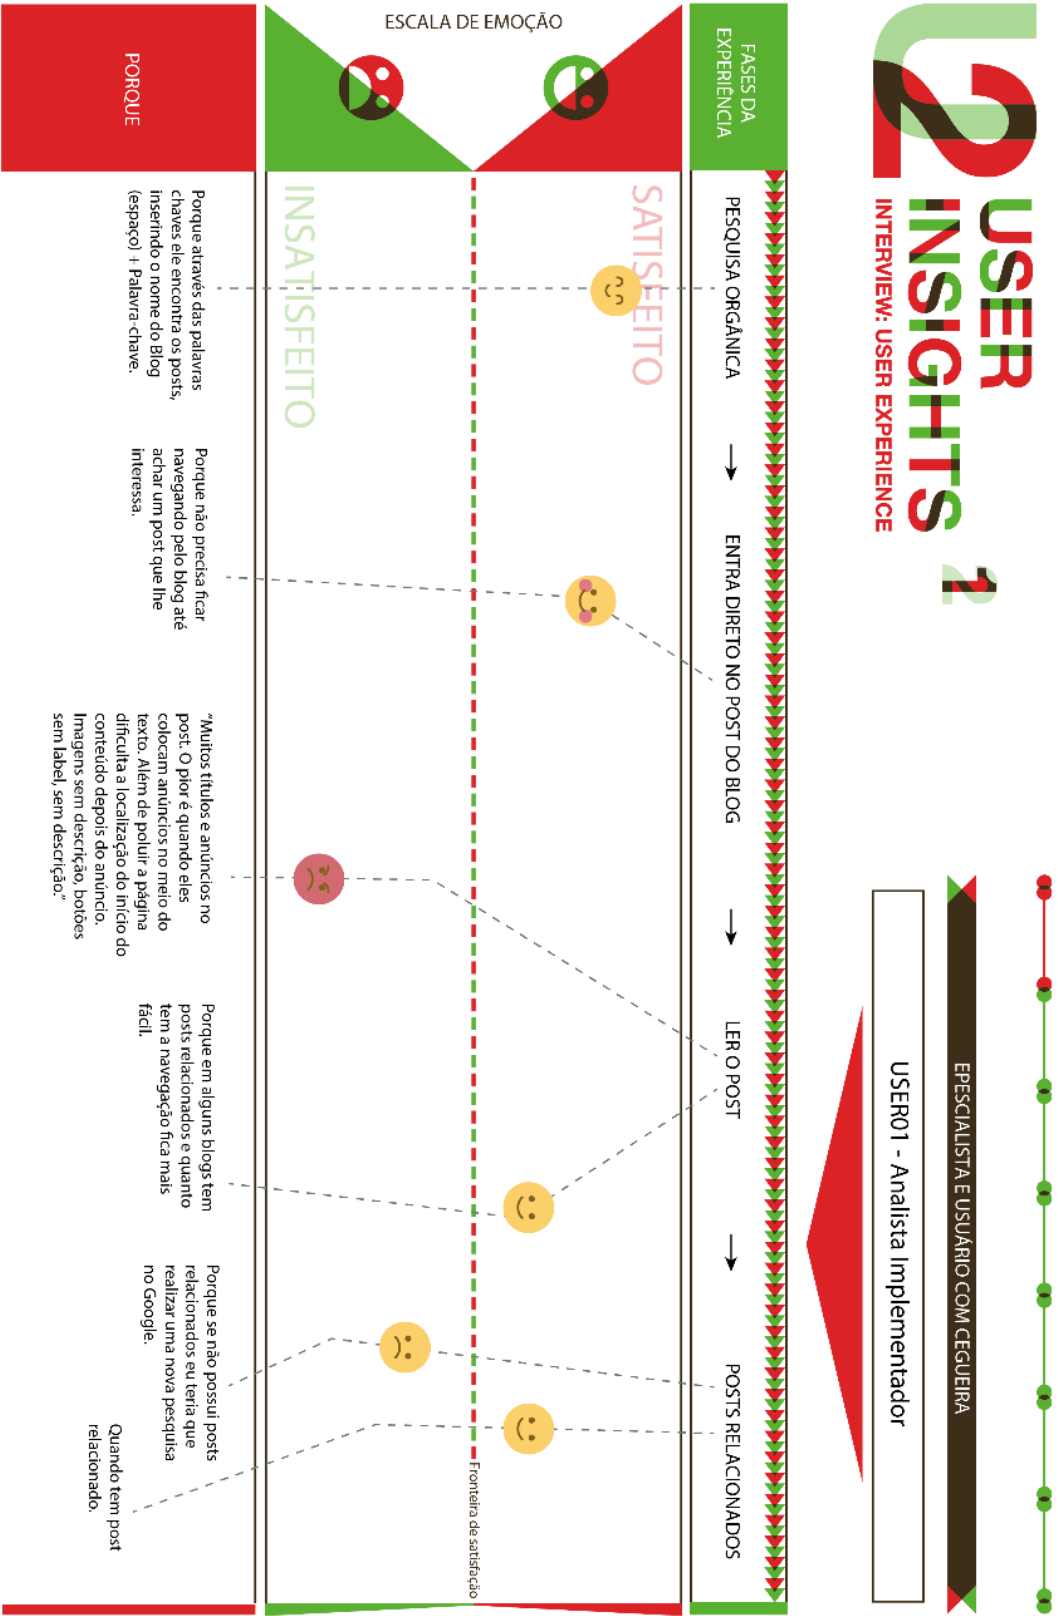 U2
USER
INSIGHTS 2
INTERVIEW: USER EXPERIENCE
EPESCIALISTA E USUÁRIO COM CEGUEIRA
USER01 - Analista Implementador
FASES DA
EXPERIÊNCIA
PESQUISA ORGÂNICA
ENTRA DIRETO NO POST DO BLOG
LER O POST
POSTS RELACIONADOS
ESCALA DE EMOÇÃO
SATISFEITO
INSATISFEITO
Fronteira de satisfação
PORQUE
Porque através das palavras
chaves ele encontra os posts,
inserindo o nome do Blog
(espaço) + Palavra-chave.
Porque não precisa ficar
navegando pelo blog até
achar um post que lhe
interessa.
"Muitos títulos e anúncios no
post. O pior é quando eles
colocam anúncios no meio do
texto. Além de poluir a página
dificulta a localização do início do
conteúdo depois do anúncio.
Imagens sem descrição, botões
sem label, sem descrição."
Porque em alguns blogs tem
posts relacionados e quanto
tem a navegação fica mais
fácil.
Porque se não possui posts
relacionados eu teria que
realizar uma nova pesquisa
no Google.
Quando tem post
relacionado.